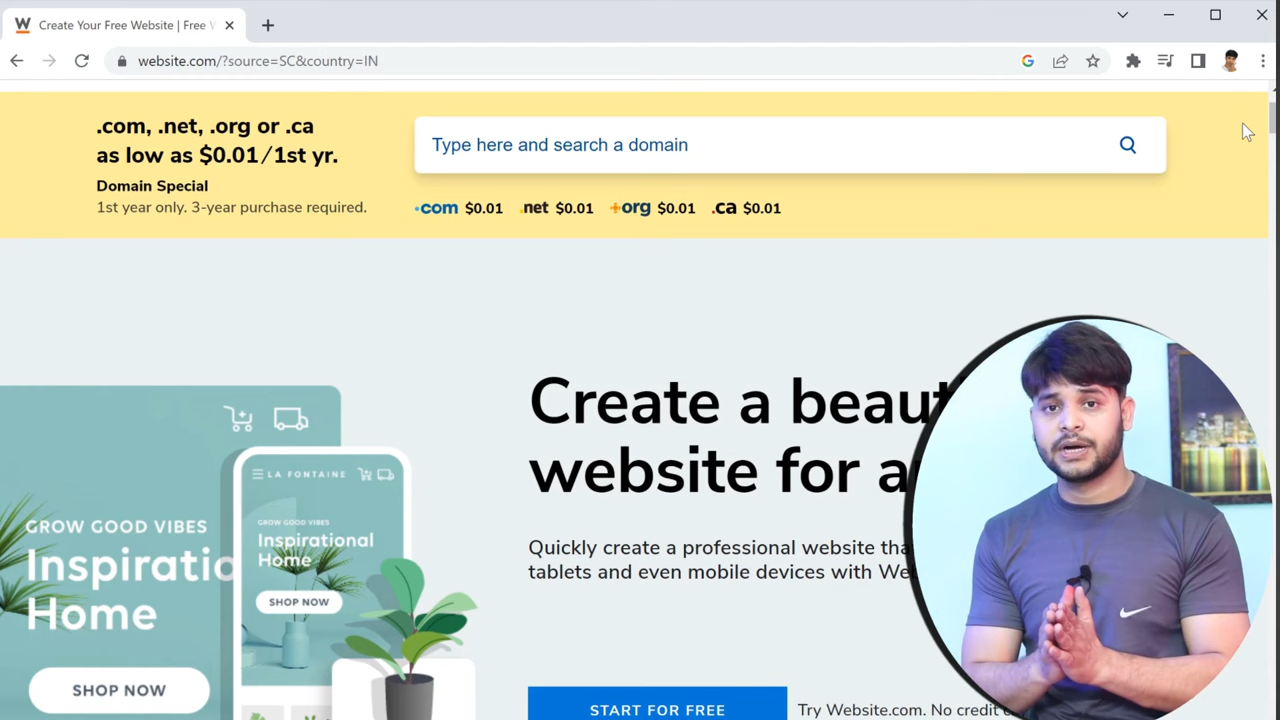 Create Your Free Website | Free
website.com/?source=SC&country=IN
.com, .net, .org or .ca
as low as $0.01/1st yr.
Domain Special
1st year only. 3-year purchase required.
Type here and search a domain
.com $0.01 .net $0.01 org $0.01 .ca $0.01
Create a
website for
Quickly create a professional website
tablets and even mobile devices with
START FOR FREE
Try Website.com. No credit
LA FONTAINE
GROW GOOD VIBES
Inspirational
Home
SHOP NOW
GROW GOOD VIBES
Home
SHOP NOW